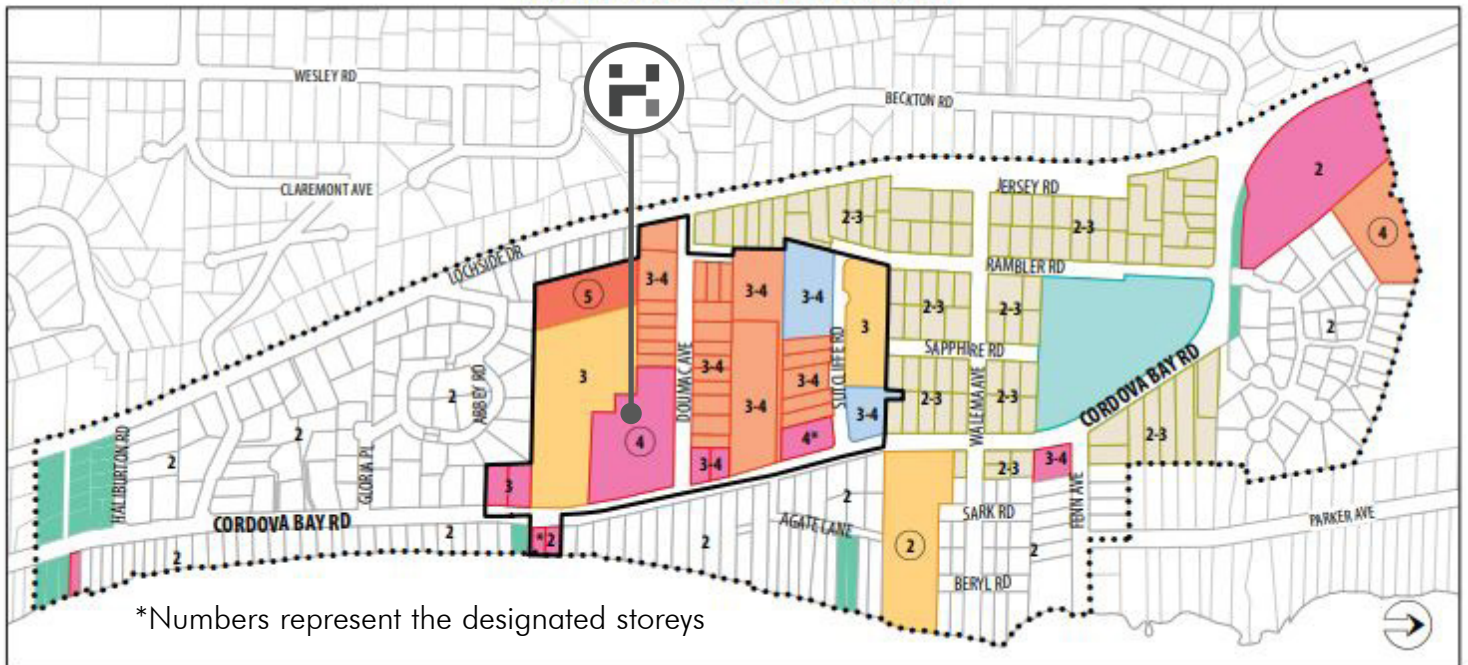 WESLEY RD
BECKTON RD
CLAREMONT AVE
JERSEY RD
2
2-3
2-3
4
LOCHSIDE DR
RAMBLER RD
5
3-4
3-4
3-4
2-3
2-3
2
3
SAPPHIRE RD
3
ABBEY RD
DOUMAC AVE
SUTCLIFFE RD
WALEMA AVE
CORDOVA BAY RD
2
3-4
3-4
3-4
2-3
2-3
3-4
2
4
4*
2-3
HALIBURTON RD
2
GLORIA PL
3
3-4
2-3
3-4
FENN AVE
2
CORDOVA BAY RD
AGATE LANE
SARK RD
PARKER AVE
2
2
*2
2
2
2
BERYL RD
*Numbers represent the designated storeys